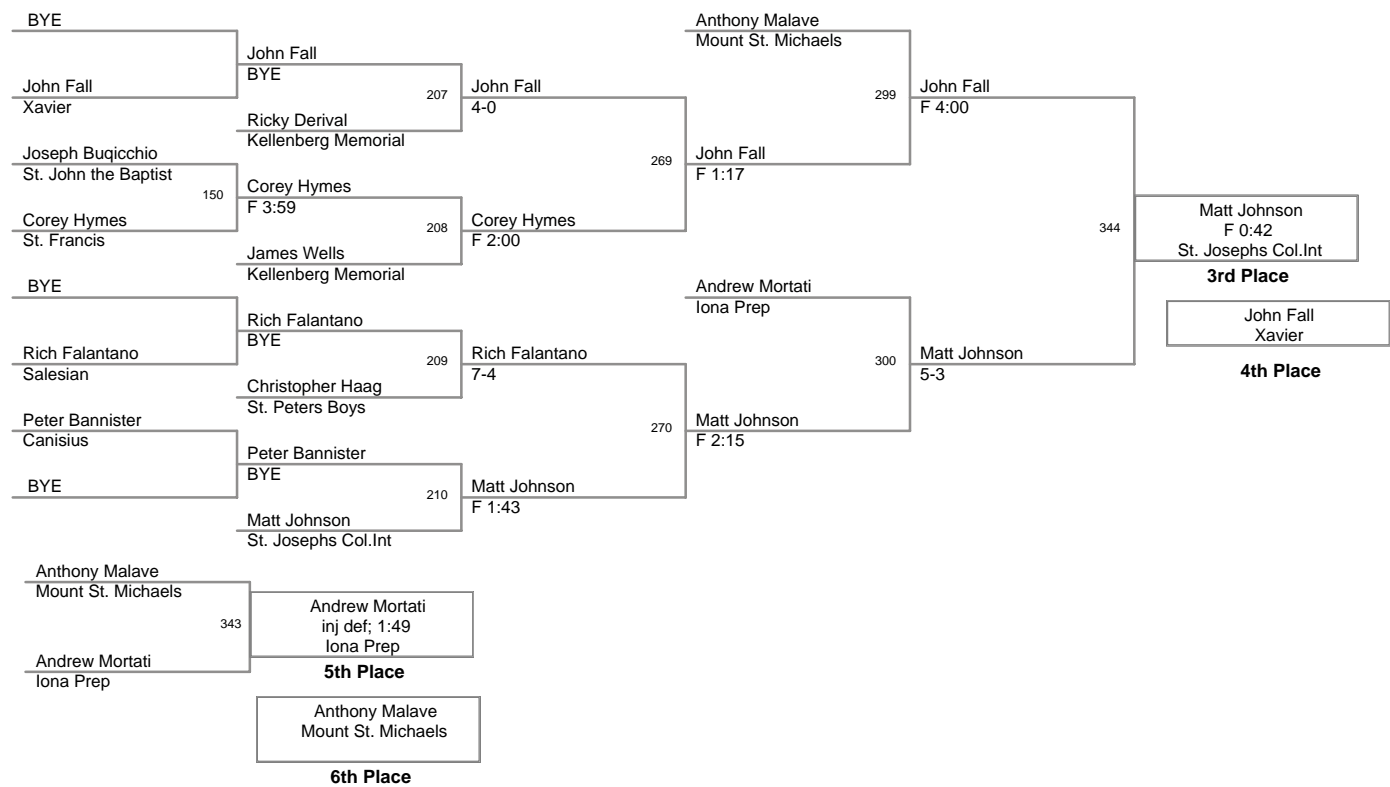 BYE
John Fall
Xavier
Joseph Buqicchio
St. John the Baptist
150
Corey Hymes
St. Francis
BYE
Rich Falantano
Salesian
Peter Bannister
Canisius
BYE
John Fall
BYE
207
Ricky Derival
Kellenberg Memorial
Corey Hymes
F 3:59
208
James Wells
Kellenberg Memorial
Rich Falantano
BYE
209
Christopher Haag
St. Peters Boys
Peter Bannister
BYE
210
Matt Johnson
St. Josephs Col.Int
John Fall
4-0
269
Corey Hymes
F 2:00
Rich Falantano
7-4
270
Matt Johnson
F 1:43
Anthony Malave
Mount St. Michaels
299
John Fall
F 1:17
Andrew Mortati
Iona Prep
300
Matt Johnson
F 2:15
John Fall
F 4:00
344
Matt Johnson
5-3
Matt Johnson
F 0:42
St. Josephs Col.Int
3rd Place
John Fall
Xavier
4th Place
Anthony Malave
Mount St. Michaels
343
Andrew Mortati
Iona Prep
Andrew Mortati
inj def; 1:49
Iona Prep
5th Place
Anthony Malave
Mount St. Michaels
6th Place